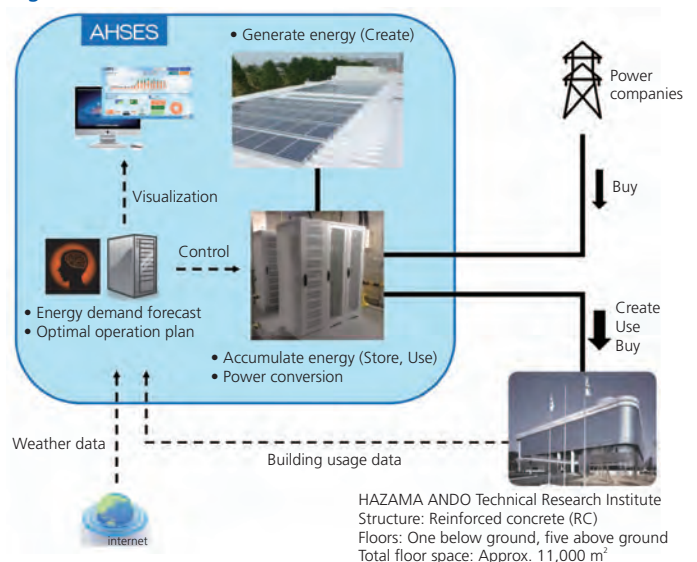 AHSES
• Generate energy (Create)
Power
companies
Visualization
Buy
Control
• Energy demand forecast
• Optimal operation plan
Create
Use
Buy
• Accumulate energy (Store, Use)
• Power conversion
Weather data
Building usage data
internet
HAZAMA ANDO Technical Research Institute
Structure: Reinforced concrete (RC)
Floors: One below ground, five above ground
Total floor space: Approx. 11,000 m²